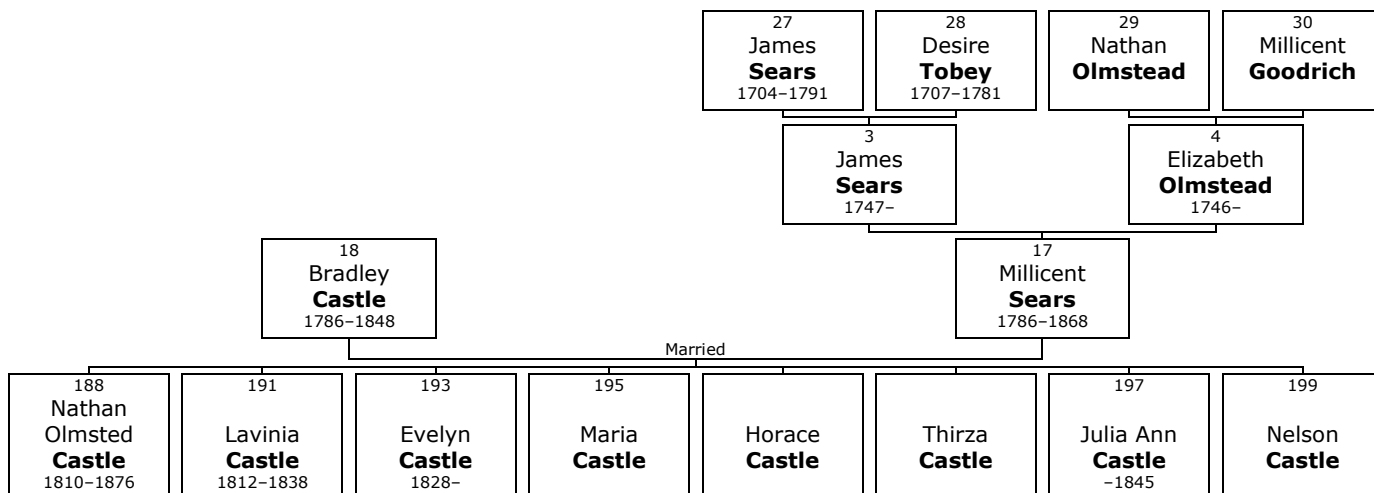 27
James
Sears
1704–1791
28
Desire
Tobey
1707–1781
29
Nathan
Olmstead
30
Millicent
Goodrich
3
James
Sears
1747–
4
Elizabeth
Olmstead
1746–
18
Bradley
Castle
1786–1848
17
Millicent
Sears
1786–1868
Married
188
Nathan
Olmsted
Castle
1810–1876
191
Lavinia
Castle
1812–1838
193
Evelyn
Castle
1828–
195
Maria
Castle
Horace
Castle
Thirza
Castle
197
Julia Ann
Castle
–1845
199
Nelson
Castle